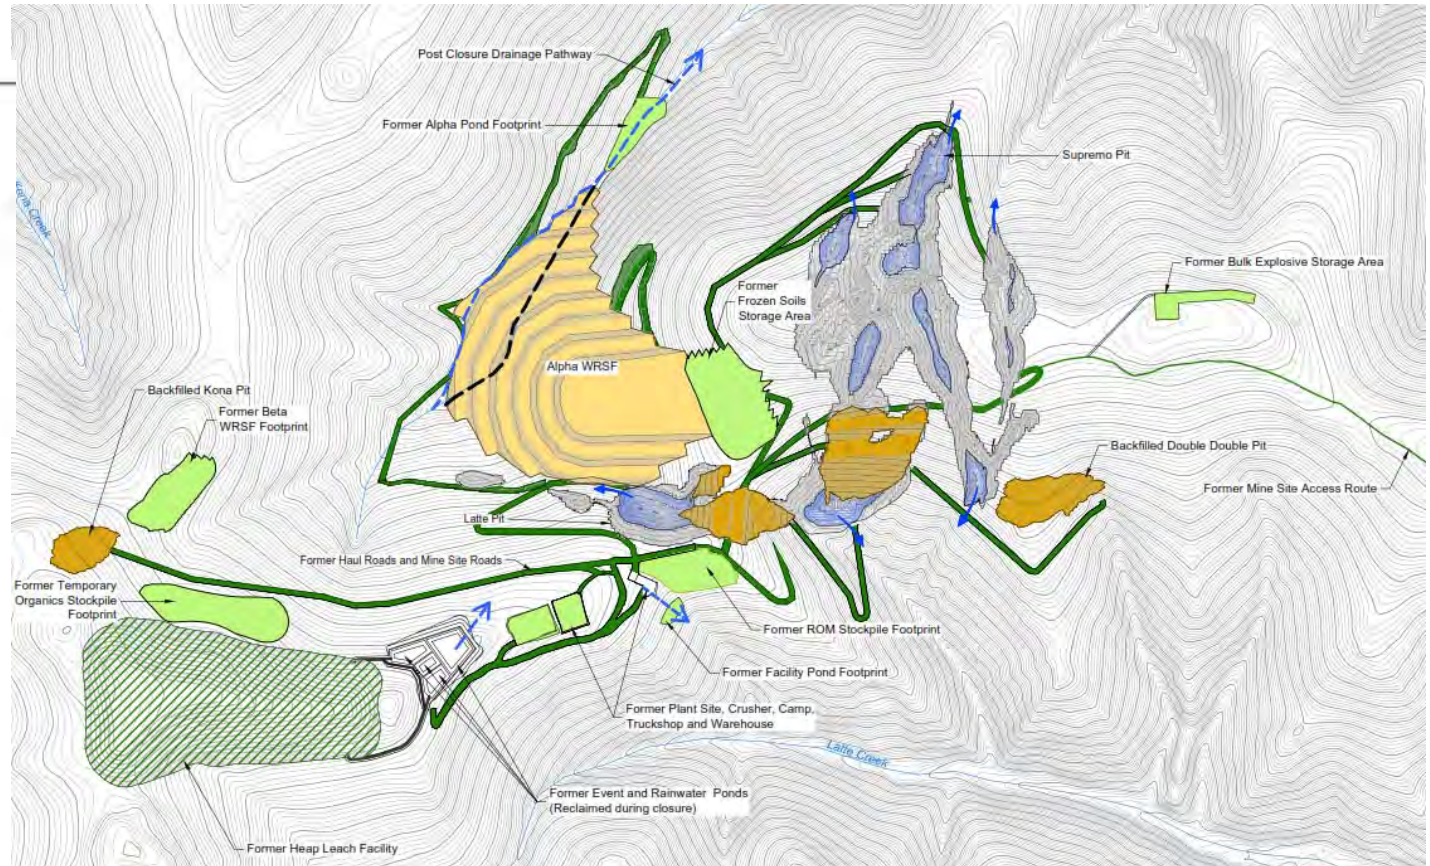 Post Closure Drainage Pathway
Former Alpha Pond Footprint
Supremo Pit
Kona Creek
Former Bulk Explosive Storage Area
Former
Frozen Soils
Storage Area
Alpha WRSF
Backfilled Kona Pit
Former Beta
WRSF Footprint
Backfilled Double Double Pit
Former Mine Site Access Route
Latte Pit
Former Haul Roads and Mine Site Roads
Former Temporary
Organics Stockpile
Footprint
Former ROM Stockpile Footprint
Former Facility Pond Footprint
Former Plant Site, Crusher, Camp,
Truckshop and Warehouse
Latte Creek
Former Event and Rainwater Ponds
(Reclaimed during closure)
Former Heap Leach Facility